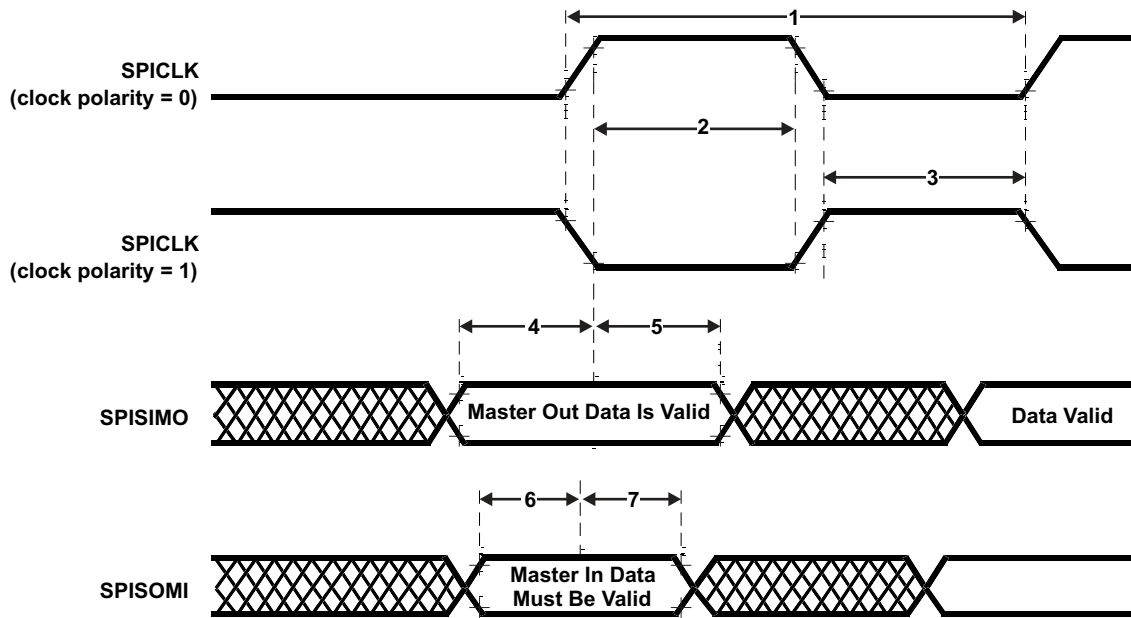 1
SPICLK
(clock polarity = 0)
2
3
SPICLK
(clock polarity = 1)
4
5
SPISIMO
Master Out Data Is Valid
Data Valid
6
7
SPISOMI
Master In Data
Must Be Valid